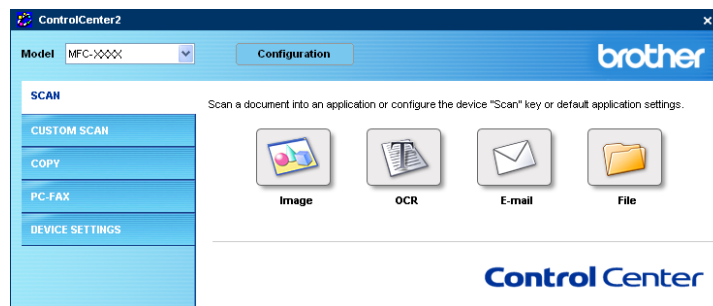 ControlCenter2
Model MFC-XXXX Configuration brother
SCAN
Scan a document into an application or configure the device "Scan" key or default application settings.
CUSTOM SCAN
COPY
PC-FAX
DEVICE SETTINGS
Image OCR E-mail File
Control Center